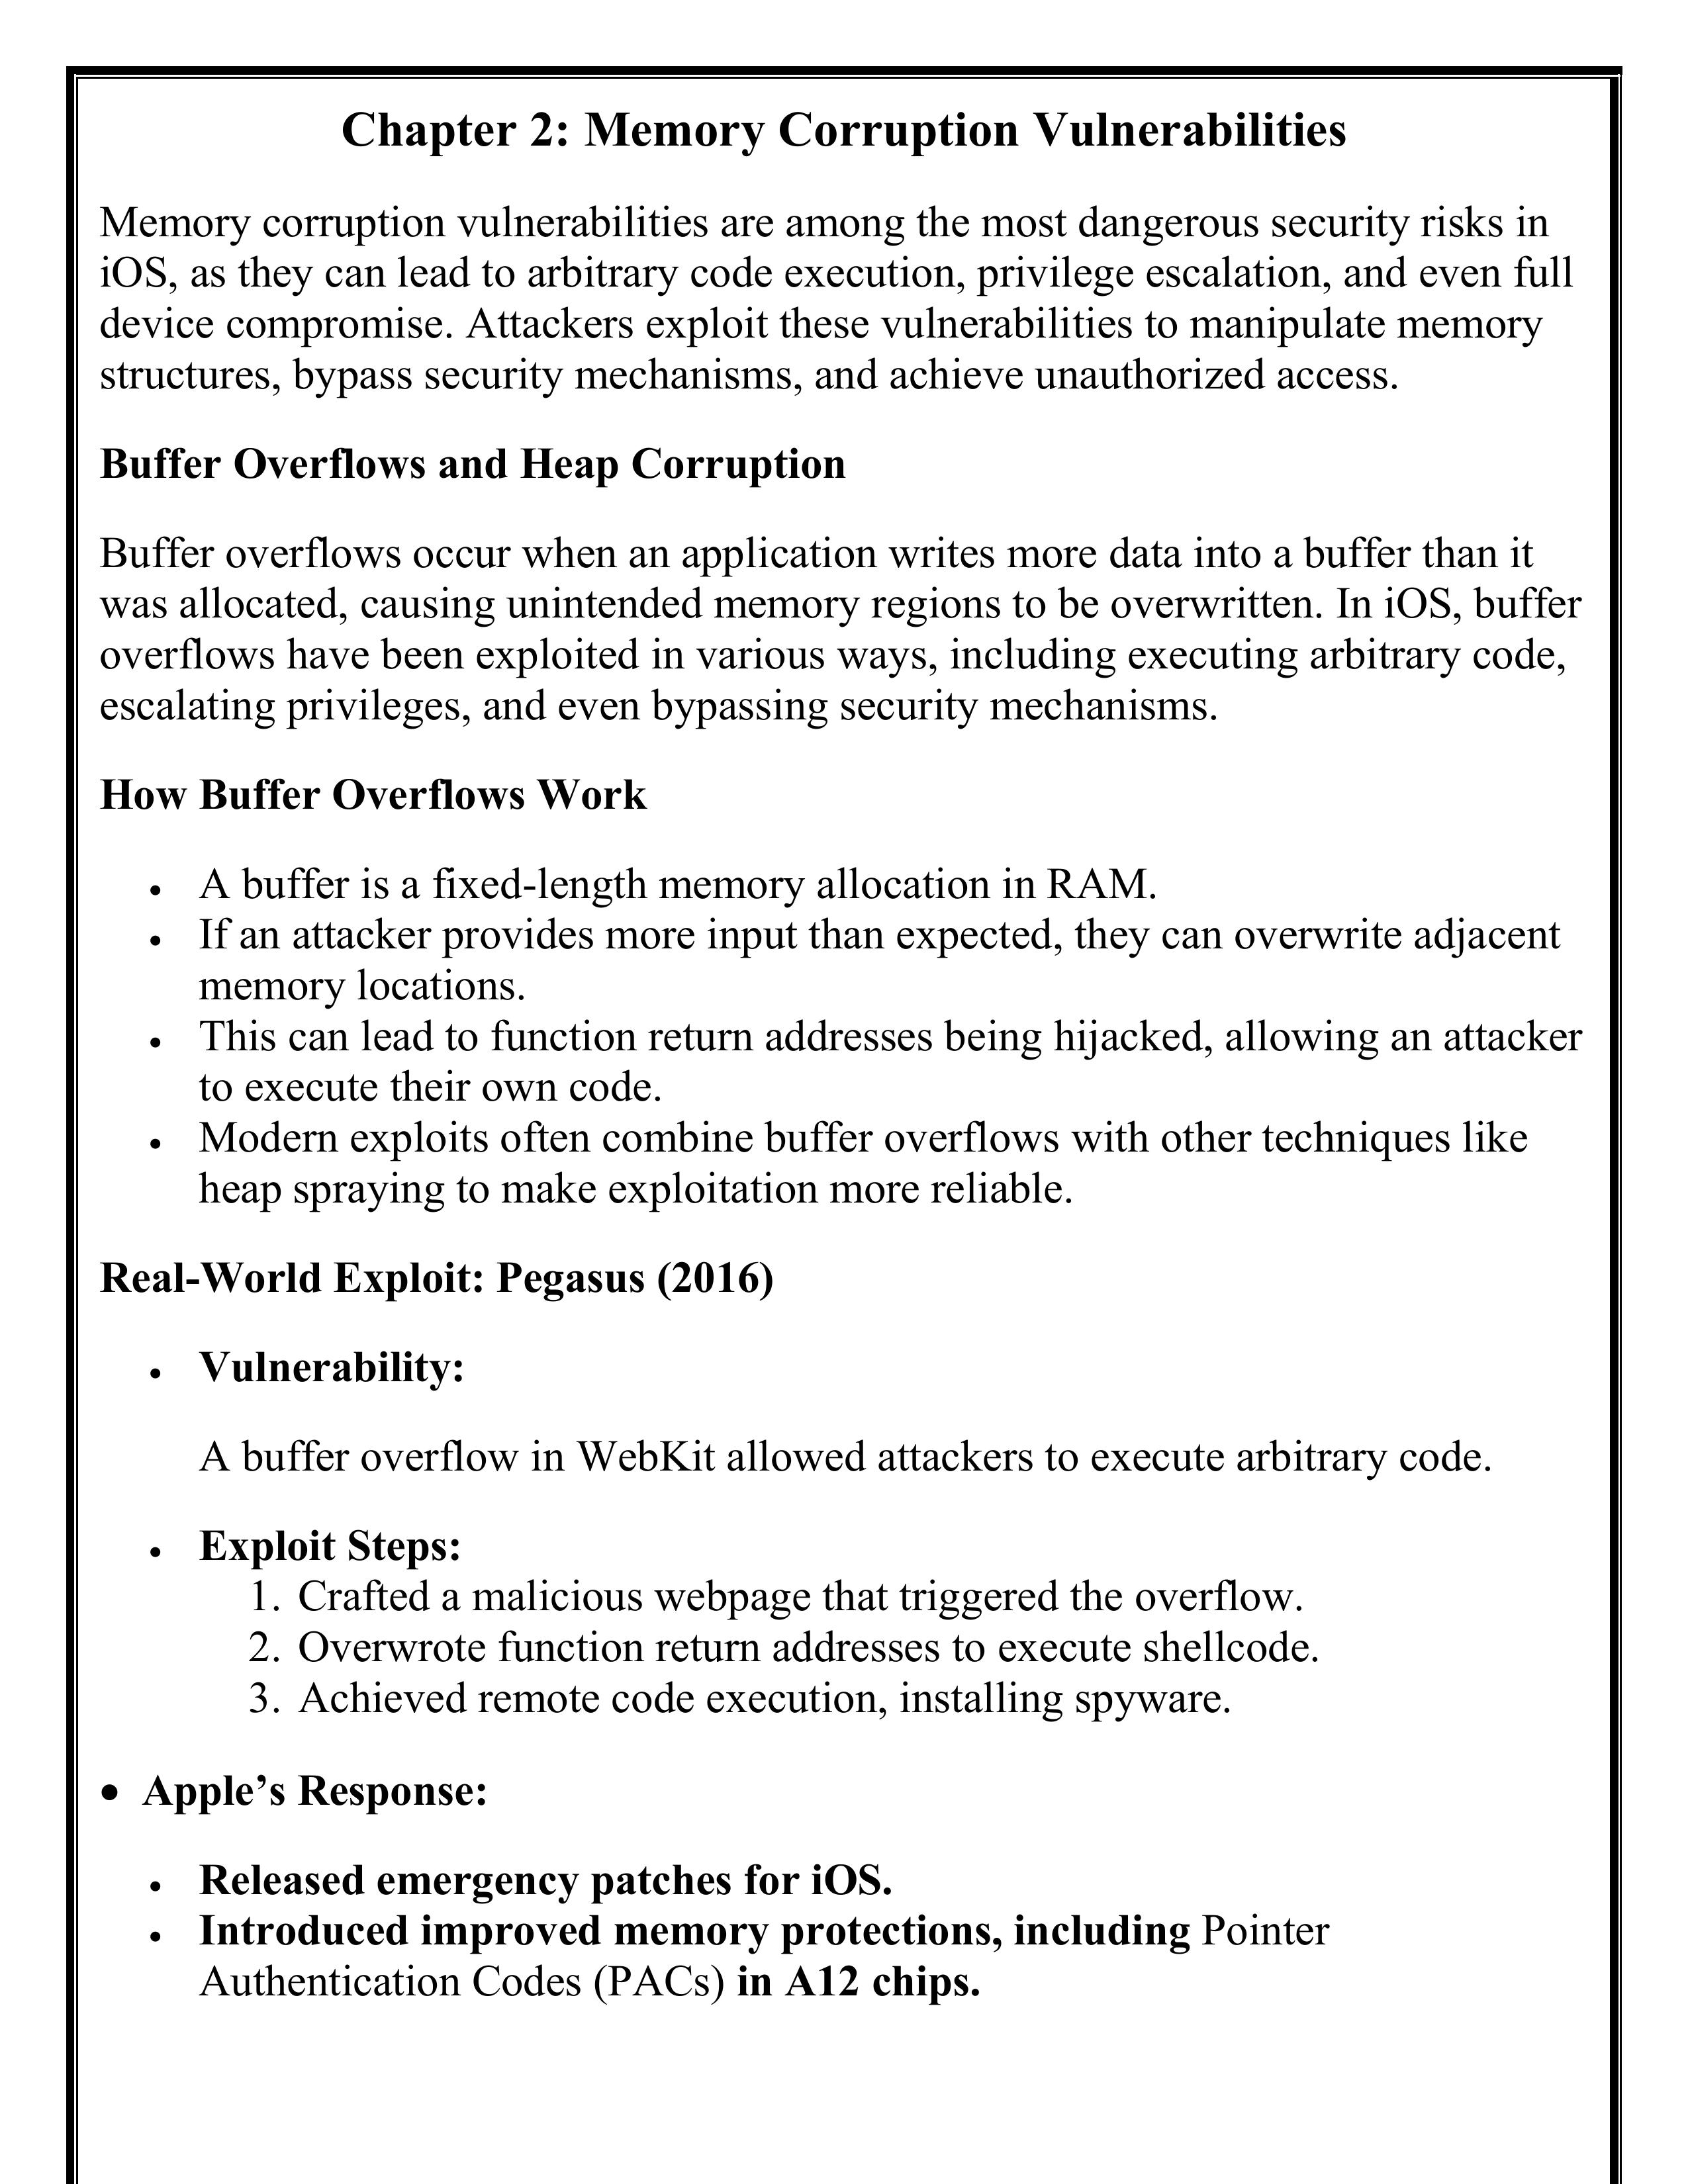 Chapter 2: Memory Corruption Vulnerabilities
Memory corruption vulnerabilities are among the most dangerous security risks in
iOS, as they can lead to arbitrary code execution, privilege escalation, and even full
device compromise. Attackers exploit these vulnerabilities to manipulate memory
structures, bypass security mechanisms, and achieve unauthorized access.
Buffer Overflows and Heap Corruption
Buffer overflows occur when an application writes more data into a buffer than it
was allocated, causing unintended memory regions to be overwritten. In iOS, buffer
overflows have been exploited in various ways, including executing arbitrary code,
escalating privileges, and even bypassing security mechanisms.
How Buffer Overflows Work
• A buffer is a fixed-length memory allocation in RAM.
• If an attacker provides more input than expected, they can overwrite adjacent
memory locations.
• This can lead to function return addresses being hijacked, allowing an attacker
to execute their own code.
• Modern exploits often combine buffer overflows with other techniques like
heap spraying to make exploitation more reliable.
Real-World Exploit: Pegasus (2016)
• Vulnerability:
A buffer overflow in WebKit allowed attackers to execute arbitrary code.
• Exploit Steps:
1. Crafted a malicious webpage that triggered the overflow.
2. Overwrote function return addresses to execute shellcode.
3. Achieved remote code execution, installing spyware.
• Apple’s Response:
• Released emergency patches for iOS.
• Introduced improved memory protections, including Pointer
Authentication Codes (PACs) in A12 chips.